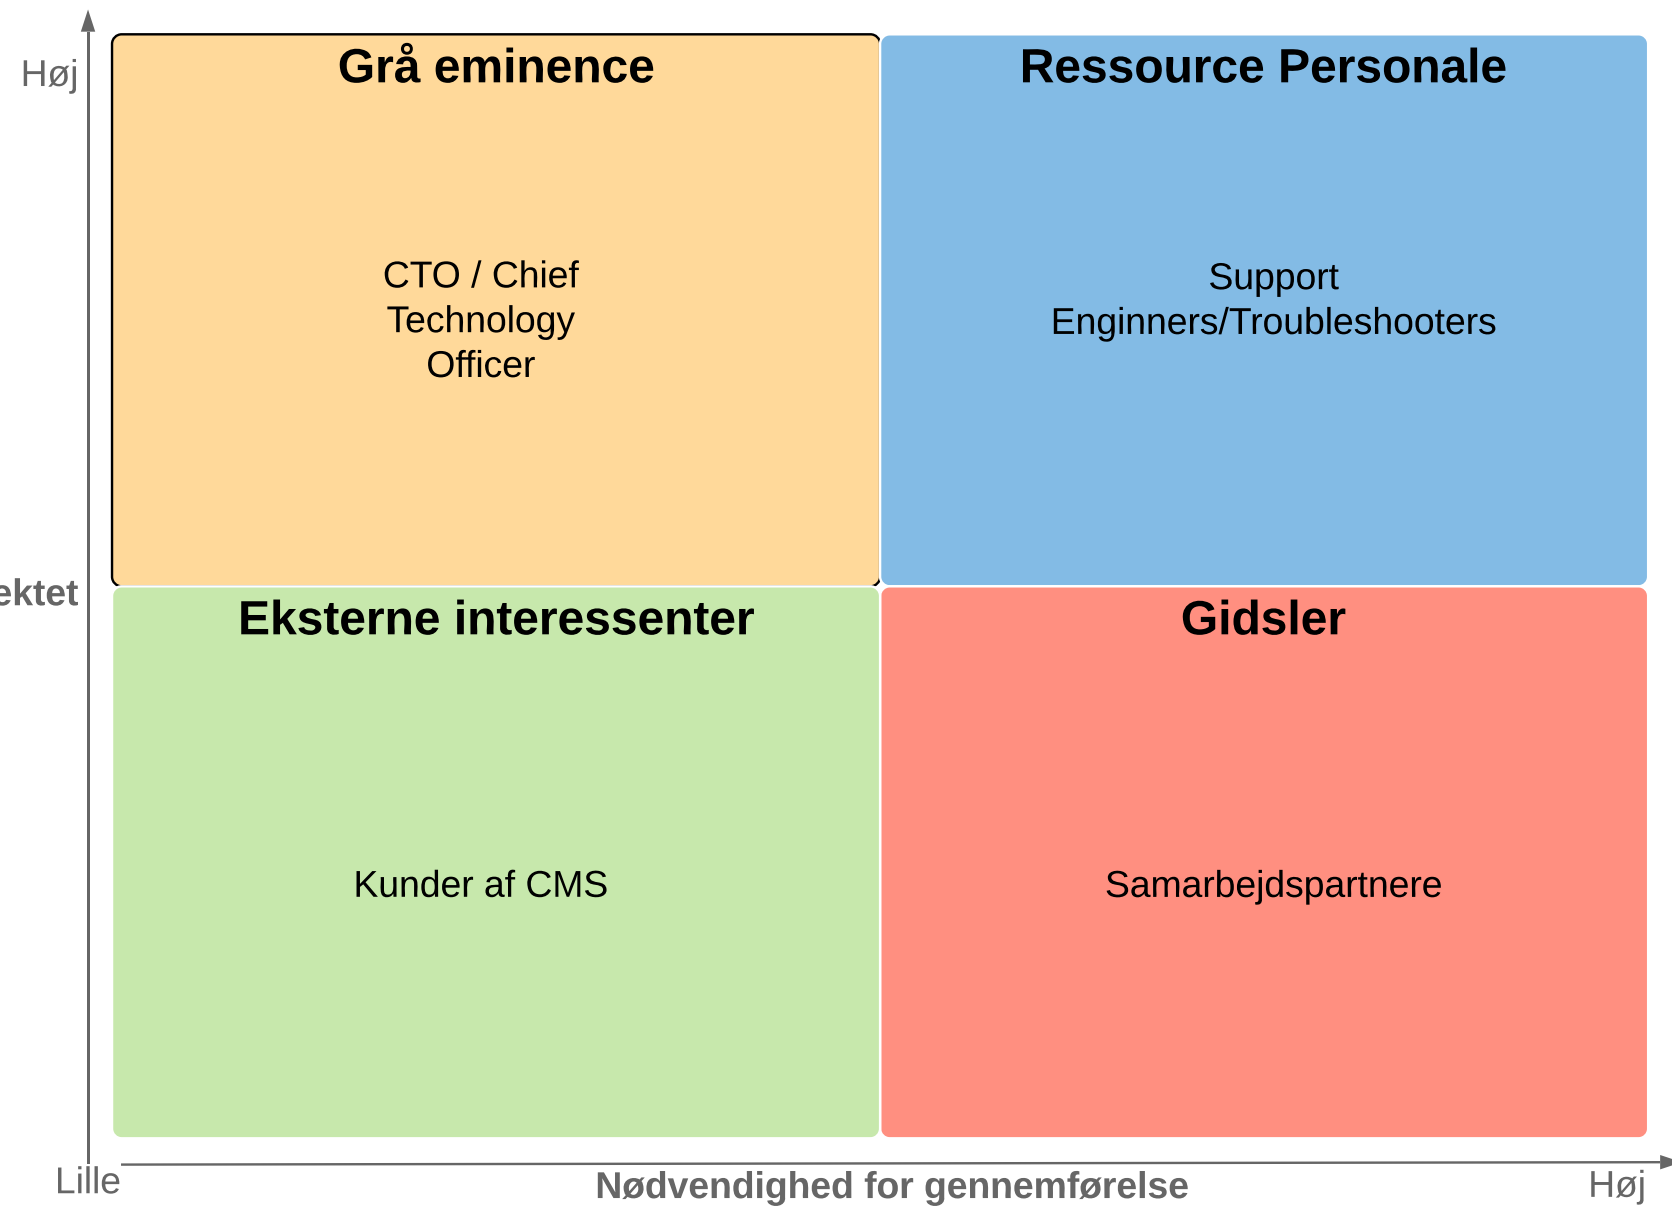 Høj
Grå eminence
Ressource Personale
CTO / Chief
Technology
Officer
Support
Enginners/Troubleshooters
ektet
Eksterne interessenter
Gidsler
Kunder af CMS
Samarbejdspartnere
Lille
Nødvendighed for gennemførelse
Høj